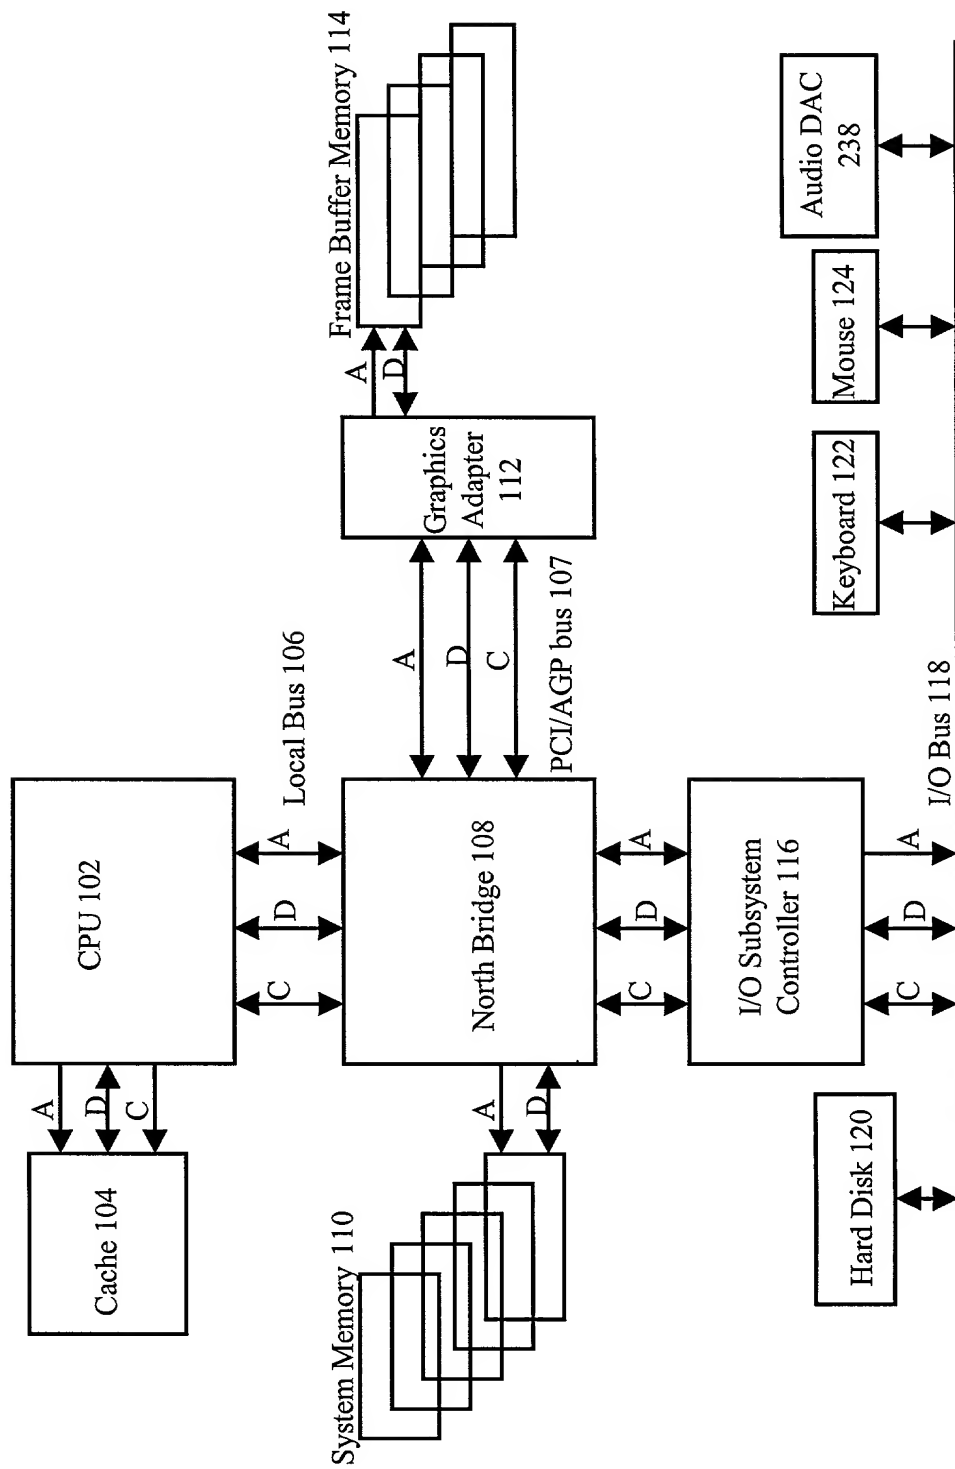 Cache 104
A
D
C
CPU 102
C
D
A
Local Bus 106
System Memory 110
A
D
North Bridge 108
A
D
C
PCI/AGP bus 107
Graphics
Adapter
112
A
D
Frame Buffer Memory 114
C
D
A
I/O Subsystem
Controller 116
C
D
A
I/O Bus 118
Hard Disk 120
Keyboard 122
Mouse 124
Audio DAC
238